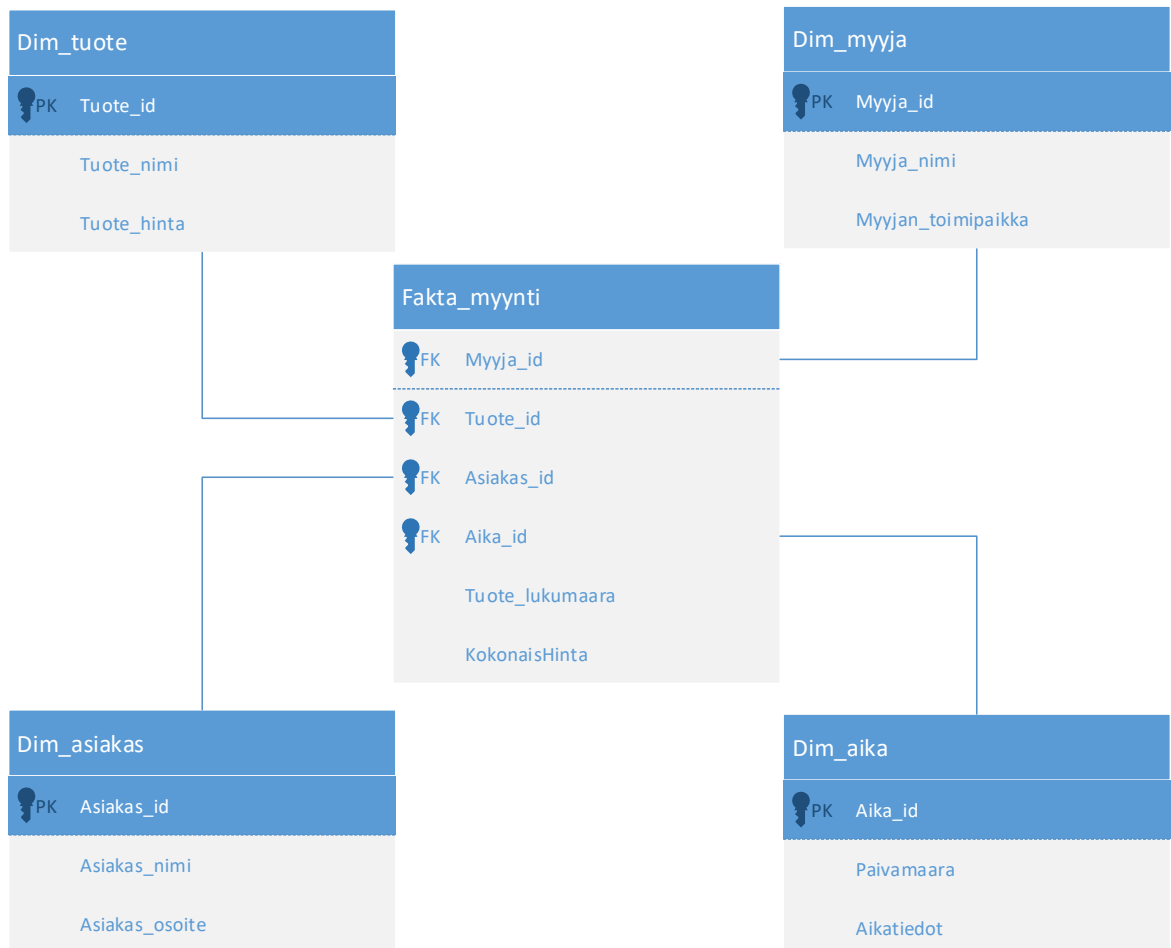 Dim_tuote
PK Tuote_id
Tuote_nimi
Tuote_hinta
Dim_myyja
PK Myyja_id
Myyja_nimi
Myyjan_toimipaikka
Fakta_myynti
FK Myyja_id
FK Tuote_id
FK Asiakas_id
FK Aika_id
Tuote_lukumaara
KokonaisHinta
Dim_asiakas
PK Asiakas_id
Asiakas_nimi
Asiakas_osoite
Dim_aika
PK Aika_id
Paivamaara
Aikatiedot